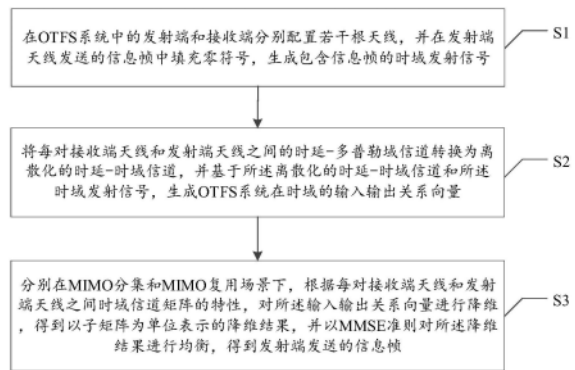 在OTFS系统中的发射端和接收端分别配置若干根天线，并在发射端
天线发送的信息帧中填充零符号，生成包含信息帧的时域发射信号
S1
将每对接收端天线和发射端天线之间的时延-多普勒域信道转换为离
散化的时延-时域信道，并基于所述离散化的时延-时域信道和所述
时域发射信号，生成OTFS系统在时域的输入输出关系向量
S2
分别在MIMO分集和MIMO复用场景下，根据每对接收端天线和发射
端天线之间时域信道矩阵的特性，对所述输入输出关系向量进行降维
，得到以子矩阵为单位表示的降维结果，并以MMSE准则对所述降维
结果进行均衡，得到发射端发送的信息帧
S3